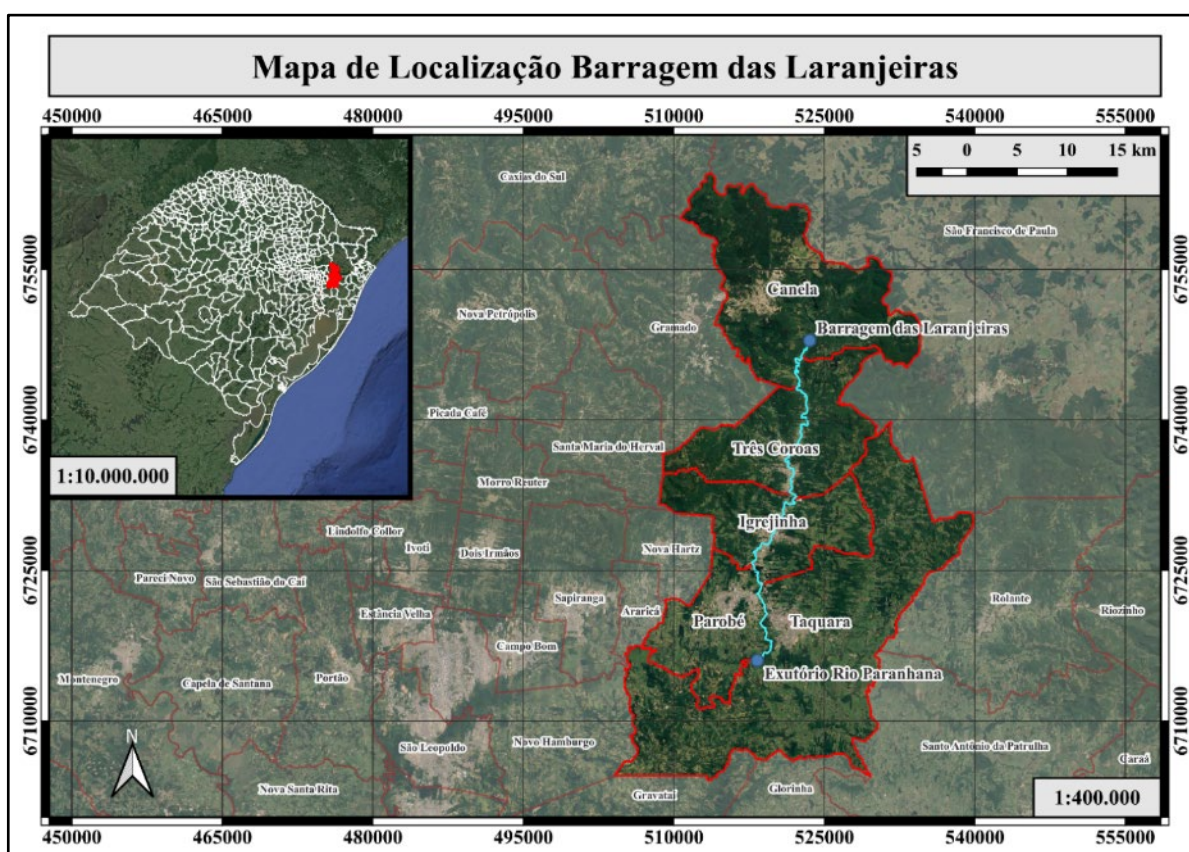 Mapa de Localização Barragem das Laranjeiras
450000 465000 480000 495000 510000 525000 540000 555000
5 0 5 10 15 km
Caxias do Sul
São Francisco de Paula
6755000 6755000
Canela
Nova Petrópolis
Gramado
Barragem das Laranjeiras
6740000 6740000
Picada Café
Santa Maria do Herval
Três Coroas
1:10.000.000
Morro Reuter
Igrejinha
Lindolfo Collor
Ivoti
Dois Irmãos
Nova Hartz
6725000 6725000
Pareci Novo
São Sebastião do Caí
Sapiranga
Rolante
Riozinho
Estância Velha
Araricá
Parobé
Taquara
Campo Bom
Montenegro
Capela de Santana
Portão
Exutório Rio Paranhana
6710000 6710000
N
São Leopoldo
Novo Hamburgo
Santo Antônio da Patrulha
Caraá
Nova Santa Rita
Gravataí
Glorinha
1:400.000
450000 465000 480000 495000 510000 525000 540000 555000